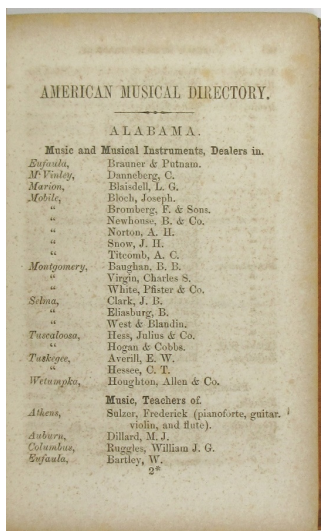 AMERICAN MUSICAL DIRECTORY.
ALABAMA.
Music and Musical Instruments, Dealers in.
Eufaula, Brauner & Putnam.
McVinley, Danneberg, C.
Marion, Blaisdell, L. G.
Mobile, Bloch, Joseph.
“ Bromberg, F. & Sons.
“ Newhouse, B. & Co.
“ Norton, A. H.
“ Snow, J. H.
“ Titcomb, A. C.
Montgomery, Baughan, B. B.
“ Virgin, Charles S.
“ White, Pfister & Co.
Selma, Clark, J. B.
“ Eliasburg, B.
“ West & Blandin.
Tuscaloosa, Hess, Julius & Co.
“ Hogan & Cobbs.
Tuskegee, Averill, E. W.
“ Hessee, C. T.
Wetumpka, Houghton, Allen & Co.
Music, Teachers of.
Athens, Sulzer, Frederick (pianoforte, guitar,
violin, and flute).
Auburn, Dillard, M. J.
Columbus, Ruggles, William J. G.
Eufaula, Bartley, W.
2*